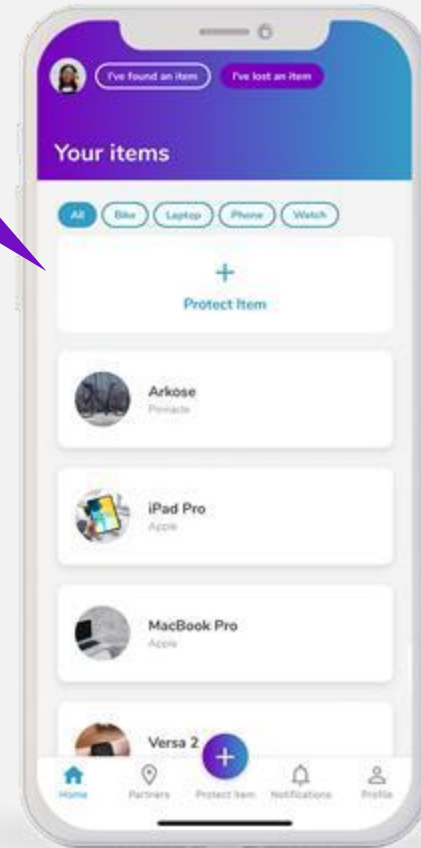 I've found an item
I've lost an item
Your items
All
Bike
Laptop
Phone
Watch
Protect Item
Arkose
Pinnacle
iPad Pro
Apple
MacBook Pro
Apple
Versa 2
Home
Partners
Protect Item
Notifications
Profile